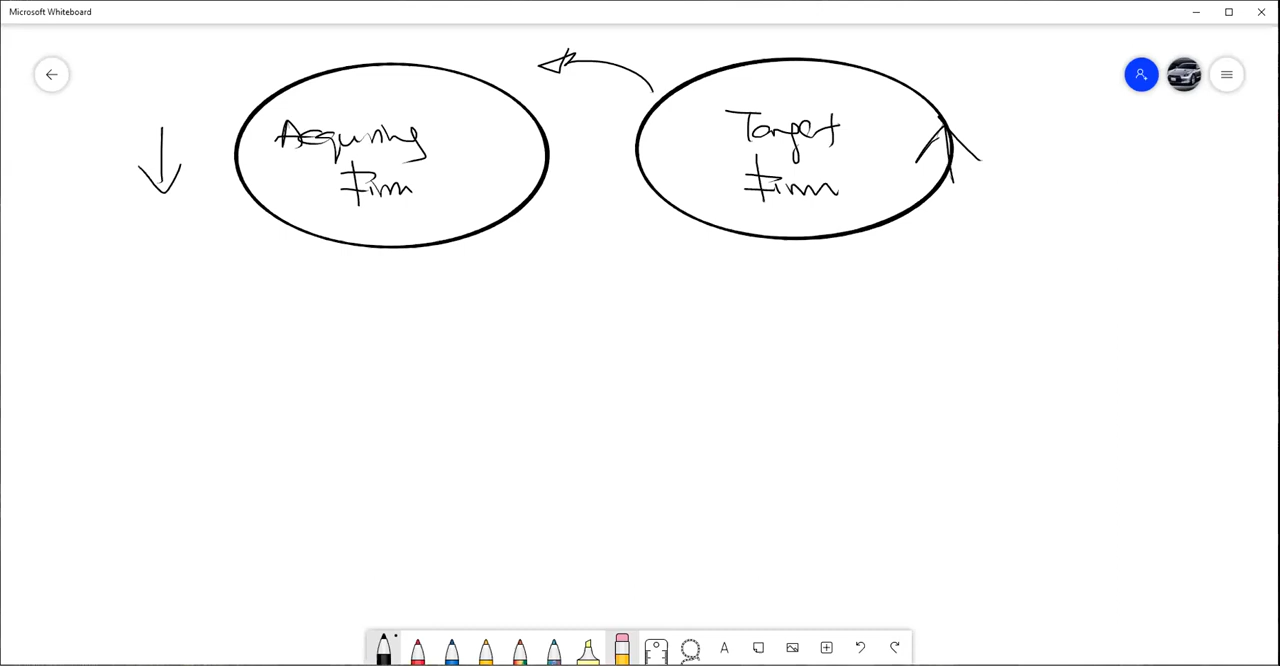 Microsoft Whiteboard
Acquiring
Firm
Target
Firm
A